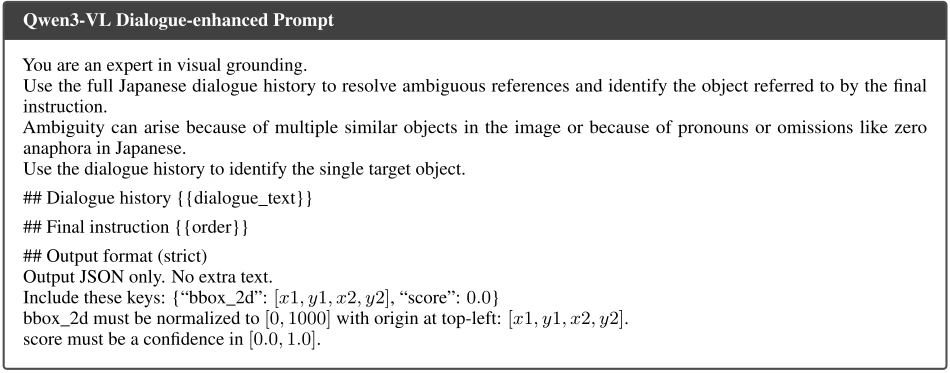 Qwen3-VL Dialogue-enhanced Prompt
You are an expert in visual grounding.
Use the full Japanese dialogue history to resolve ambiguous references and identify the object referred to by the final
instruction.
Ambiguity can arise because of multiple similar objects in the image or because of pronouns or omissions like zero
anaphora in Japanese.
Use the dialogue history to identify the single target object.
## Dialogue history {{dialogue_text}}
## Final instruction {{order}}
## Output format (strict)
Output JSON only. No extra text.
Include these keys: {“bbox_2d”: [x1, y1, x2, y2], “score”: 0.0}
bbox_2d must be normalized to [0, 1000] with origin at top-left: [x1, y1, x2, y2].
score must be a confidence in [0.0, 1.0].